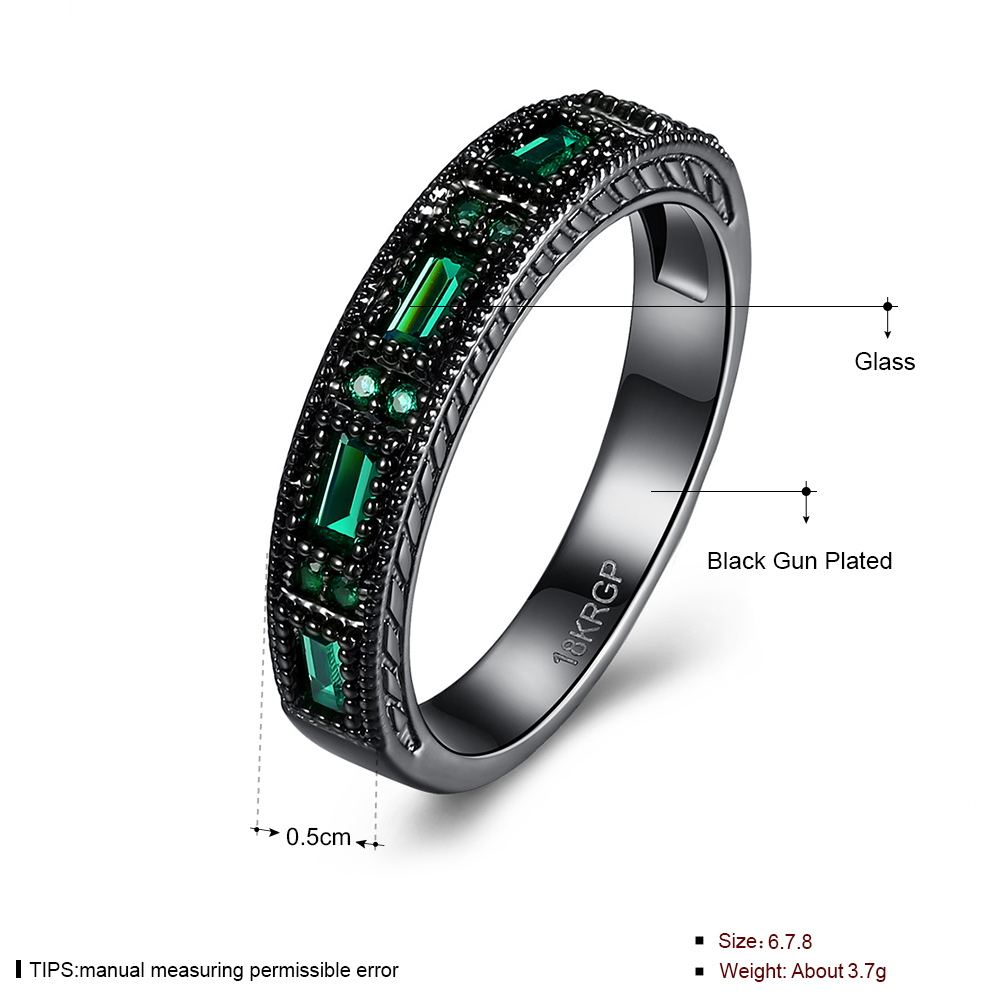 Glass
18KRGP
Black Gun Plated
0.5cm
Size: 6.7.8
TIPS:manual measuring permissible error
Weight: About 3.7g